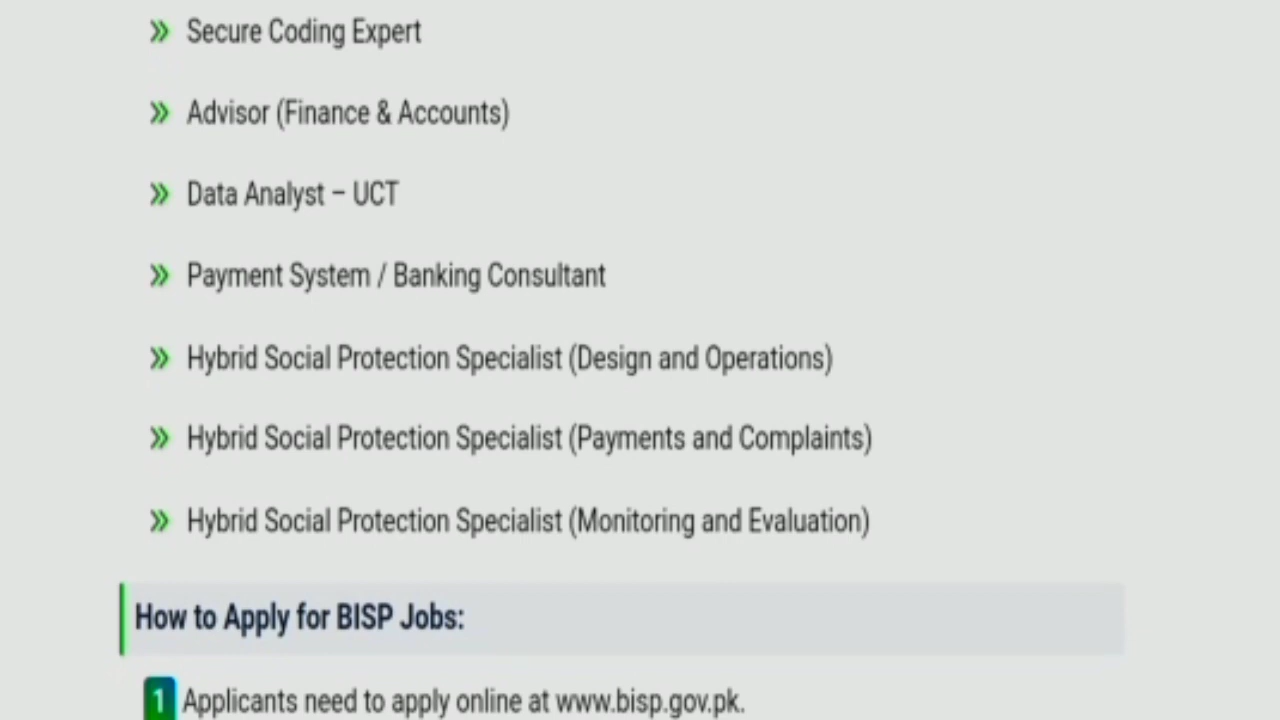 Secure Coding Expert
Advisor (Finance & Accounts)
Data Analyst – UCT
Payment System / Banking Consultant
Hybrid Social Protection Specialist (Design and Operations)
Hybrid Social Protection Specialist (Payments and Complaints)
Hybrid Social Protection Specialist (Monitoring and Evaluation)
How to Apply for BISP Jobs:
1 Applicants need to apply online at www.bisp.gov.pk.